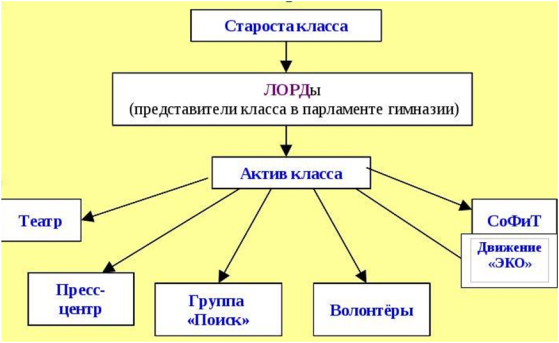 Староста класса
ЛОРДы
(представители класса в парламенте гимназии)
Актив класса
Театр
СоФиТ
Движение
«ЭКО»
Пресс-
центр
Группа
«Поиск»
Волонтёры